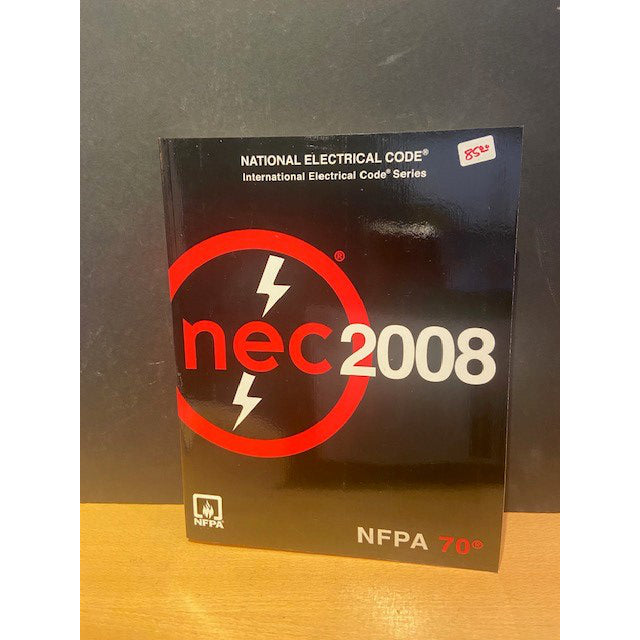 NATIONAL ELECTRICAL CODE®
International Electrical Code® Series
®
nec2008
NFPA
NFPA 70®